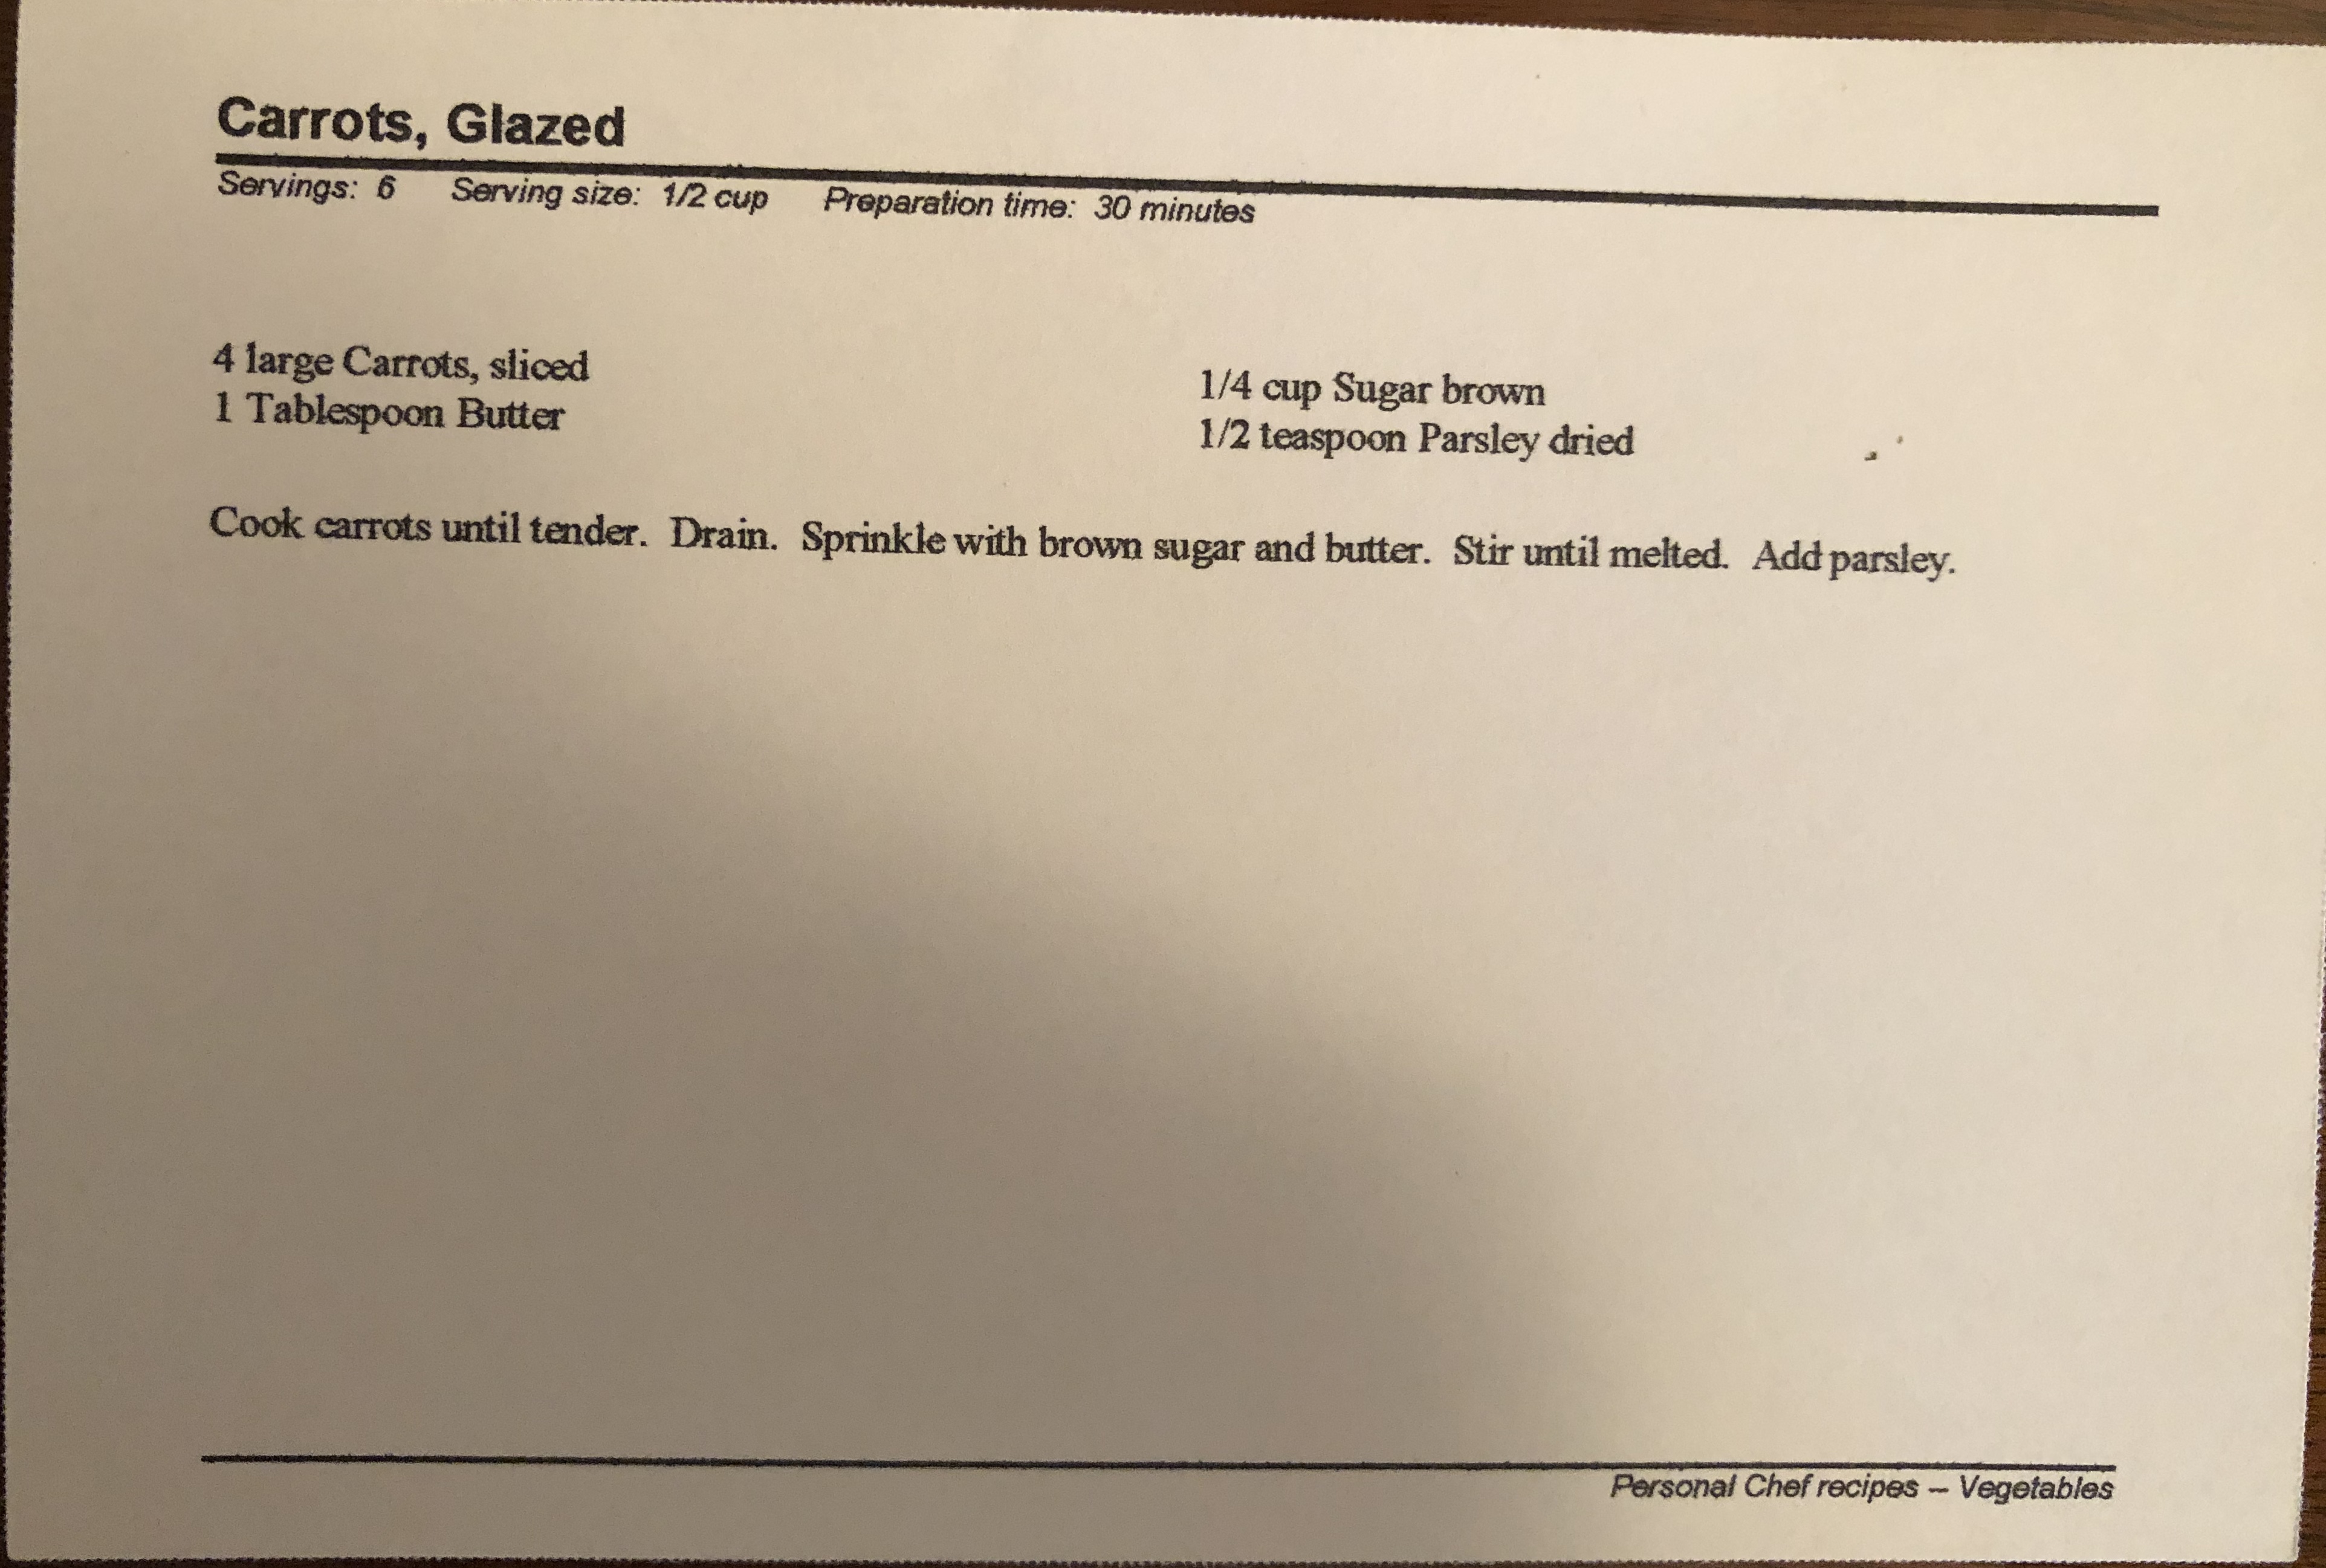 Carrots, Glazed
Servings: 6 Serving size: 1/2 cup Preparation time: 30 minutes
4 large Carrots, sliced
1 Tablespoon Butter
1/4 cup Sugar brown
1/2 teaspoon Parsley dried
Cook carrots until tender. Drain. Sprinkle with brown sugar and butter. Stir until melted. Add parsley.
Personal Chef recipes – Vegetables